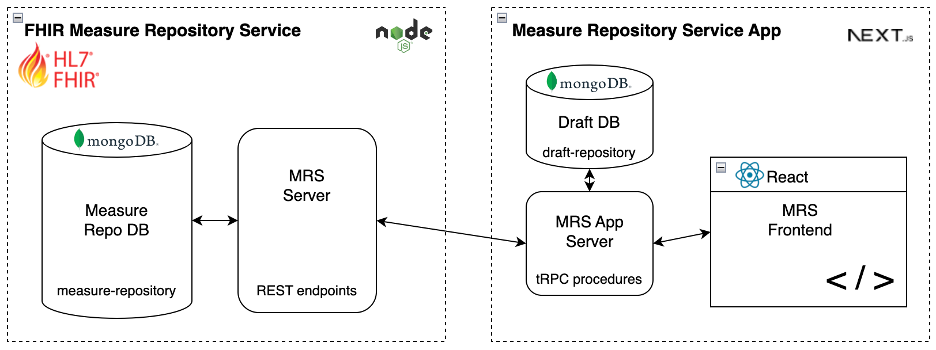 FHIR Measure Repository Service
node
JS
HL7®
FHIR®
mongoDB.
Measure
Repo DB
measure-repository
MRS
Server
REST endpoints
Measure Repository Service App
NEXT.JS
mongoDB.
Draft DB
draft-repository
MRS App
Server
tRPC procedures
React
MRS
Frontend
</>